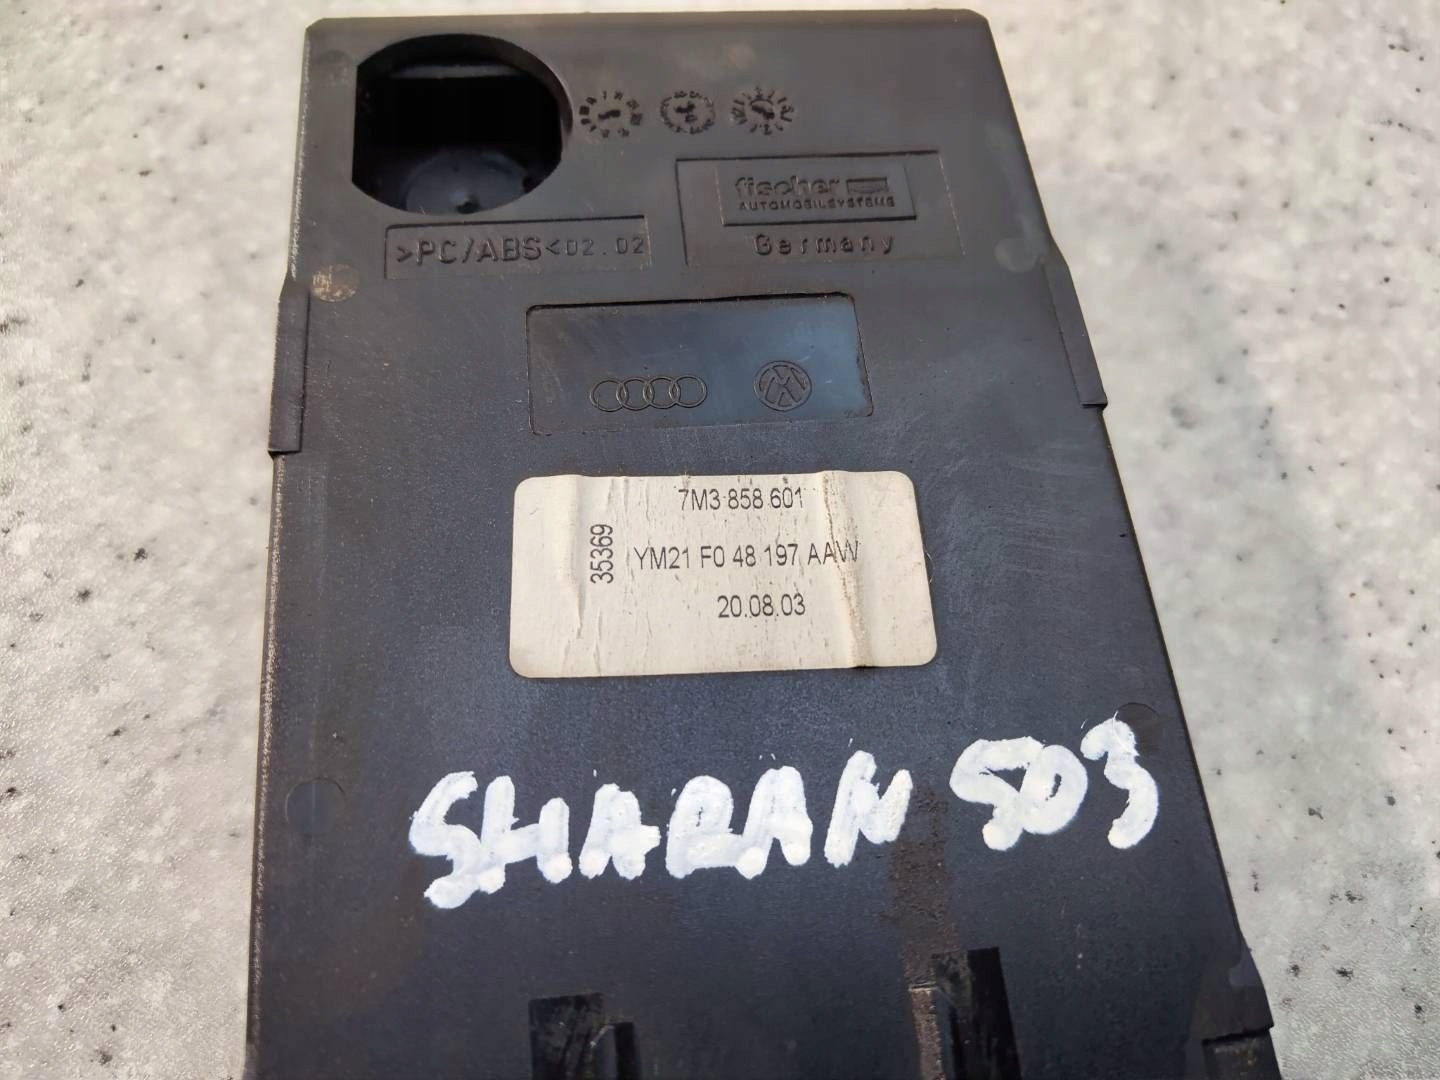 fischer
AUTOMOBILSYSTEME
Germany
>PC/ABS<02.02
7M3 858 601
35369
YM21 F0 48 197 AAW
20.08.03
SHARAN 503